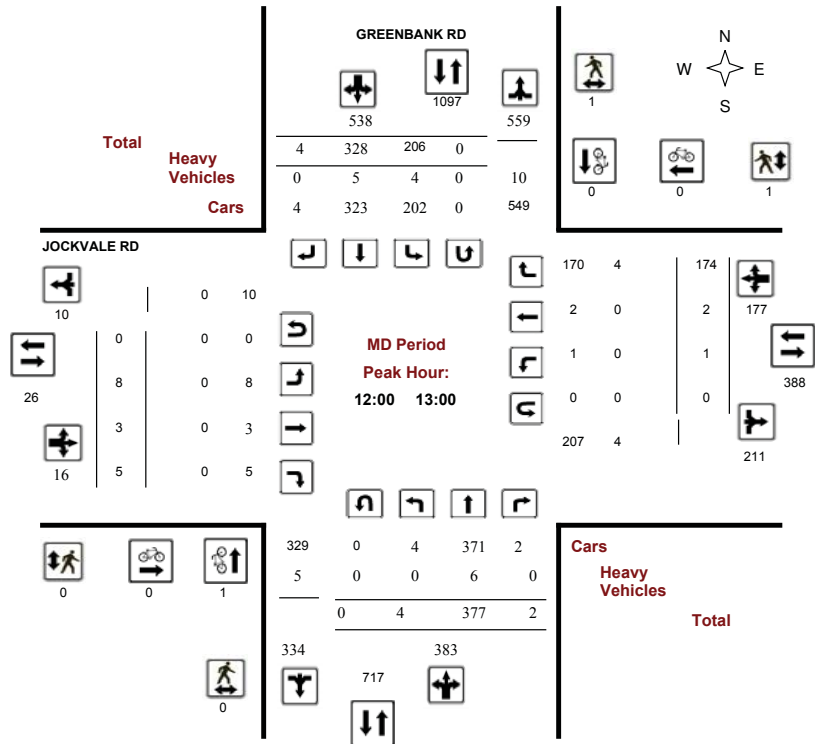 GREENBANK RD
N
W E
S
1097
1
538 559
Total 4 328 206 0
Heavy
Vehicles 0 5 4 0 10
Cars 4 323 202 0 549
0 0 1
JOCKVALE RD
10 0 10
0 0 0
26 8 0 8
3 0 3
16 5 0 5
MD Period
Peak Hour:
12:00 13:00
170 4 174
2 0 2 177
1 0 1
388
0 0 0
207 4 211
0 0 1
329 0 4 371 2 Cars
5 0 0 6 0 Heavy
Vehicles
0 4 377 2 Total
334 717 383
0